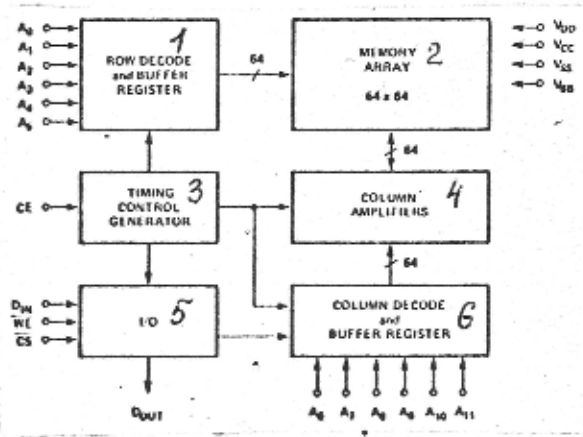 A0
A1
A2
A3
A4
A5
1
ROW DECODE
and BUFFER
REGISTER
64
MEMORY
ARRAY
2
64 x 64
VDD
VCC
VSS
VBB
64
CE
TIMING
CONTROL
GENERATOR
3
COLUMN
AMPLIFIERS
4
64
DIN
WE
CS
I/O
5
COLUMN DECODE
and
BUFFER REGISTER
6
DOUT
A6
A7
A8
A9
A10
A11